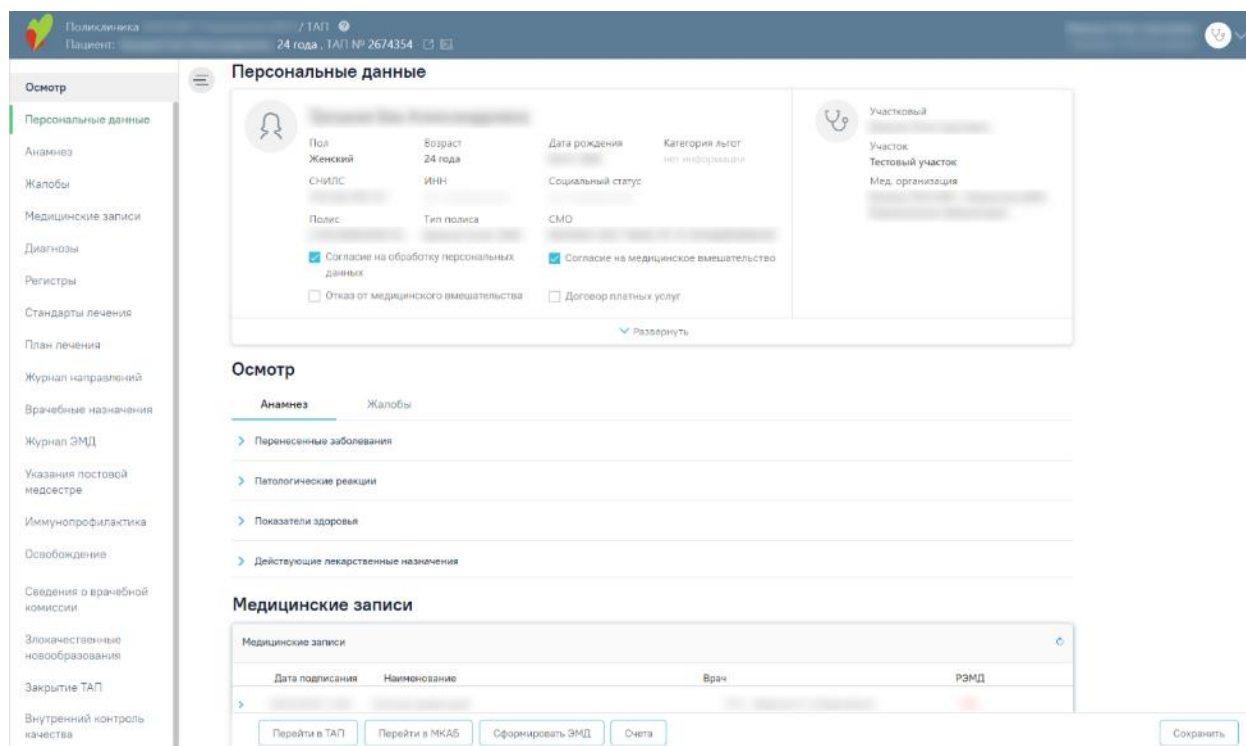 Поликлиника / ТАП
Пациент: 24 года , ТАП № 2674354
Осмотр
Персональные данные
Анамнез
Жалобы
Медицинские записи
Диагнозы
Регистры
Стандарты лечения
План лечения
Журнал направлений
Врачебные назначения
Журнал ЭМД
Указания постовой
медсестре
Иммунопрофилактика
Освобождение
Сведения о врачебной
комиссии
Злокачественные
новообразования
Закрытие ТАП
Внутренний контроль
качества
Персональные данные
Пол Возраст Дата рождения Категория льгот
Женский 24 года нет информации
СНИЛС ИНН Социальный статус
Полис Тип полиса СМО
Согласие на обработку персональных
данных
Согласие на медицинское вмешательство
Отказ от медицинского вмешательства
Договор платных услуг
Участковый
Участок
Тестовый участок
Мед. организация
Развернуть
Осмотр
Анамнез Жалобы
Перенесенные заболевания
Патологические реакции
Показатели здоровья
Действующие лекарственные назначения
Медицинские записи
Медицинские записи
Дата подписания Наименование Врач РЭМД
Перейти в ТАП Перейти в МКАБ Сформировать ЭМД Счета Сохранить